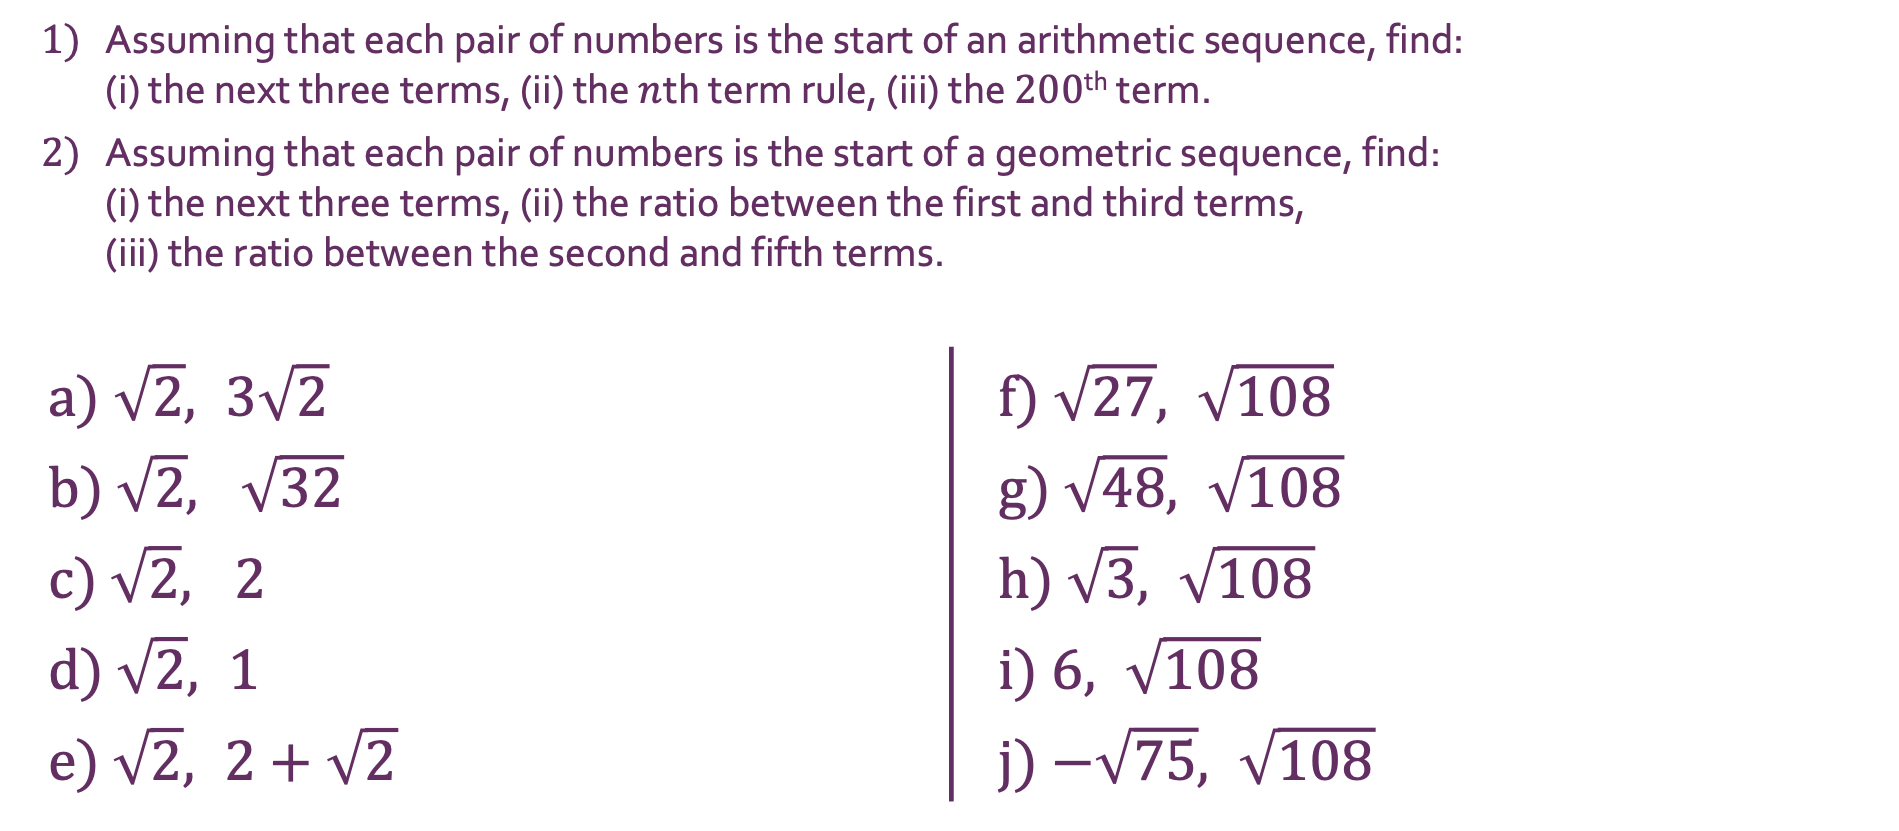 1) Assuming that each pair of numbers is the start of an arithmetic sequence, find:
(i) the next three terms, (ii) the 𝑛th term rule, (iii) the 200ᵗʰ term.
2) Assuming that each pair of numbers is the start of a geometric sequence, find:
(i) the next three terms, (ii) the ratio between the first and third terms,
(iii) the ratio between the second and fifth terms.
a) √2, 3√2
b) √2, √32
c) √2, 2
d) √2, 1
e) √2, 2 + √2
f) √27, √108
g) √48, √108
h) √3, √108
i) 6, √108
j) −√75, √108